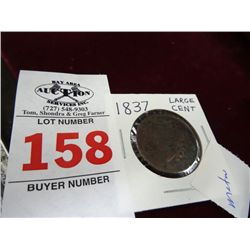 BAY AREA
AUCTION
SERVICES INC.
(727) 548-9303
Tom, Shondra & Greg Farner
LOT NUMBER
158
BUYER NUMBER
1837
LARGE
CENT